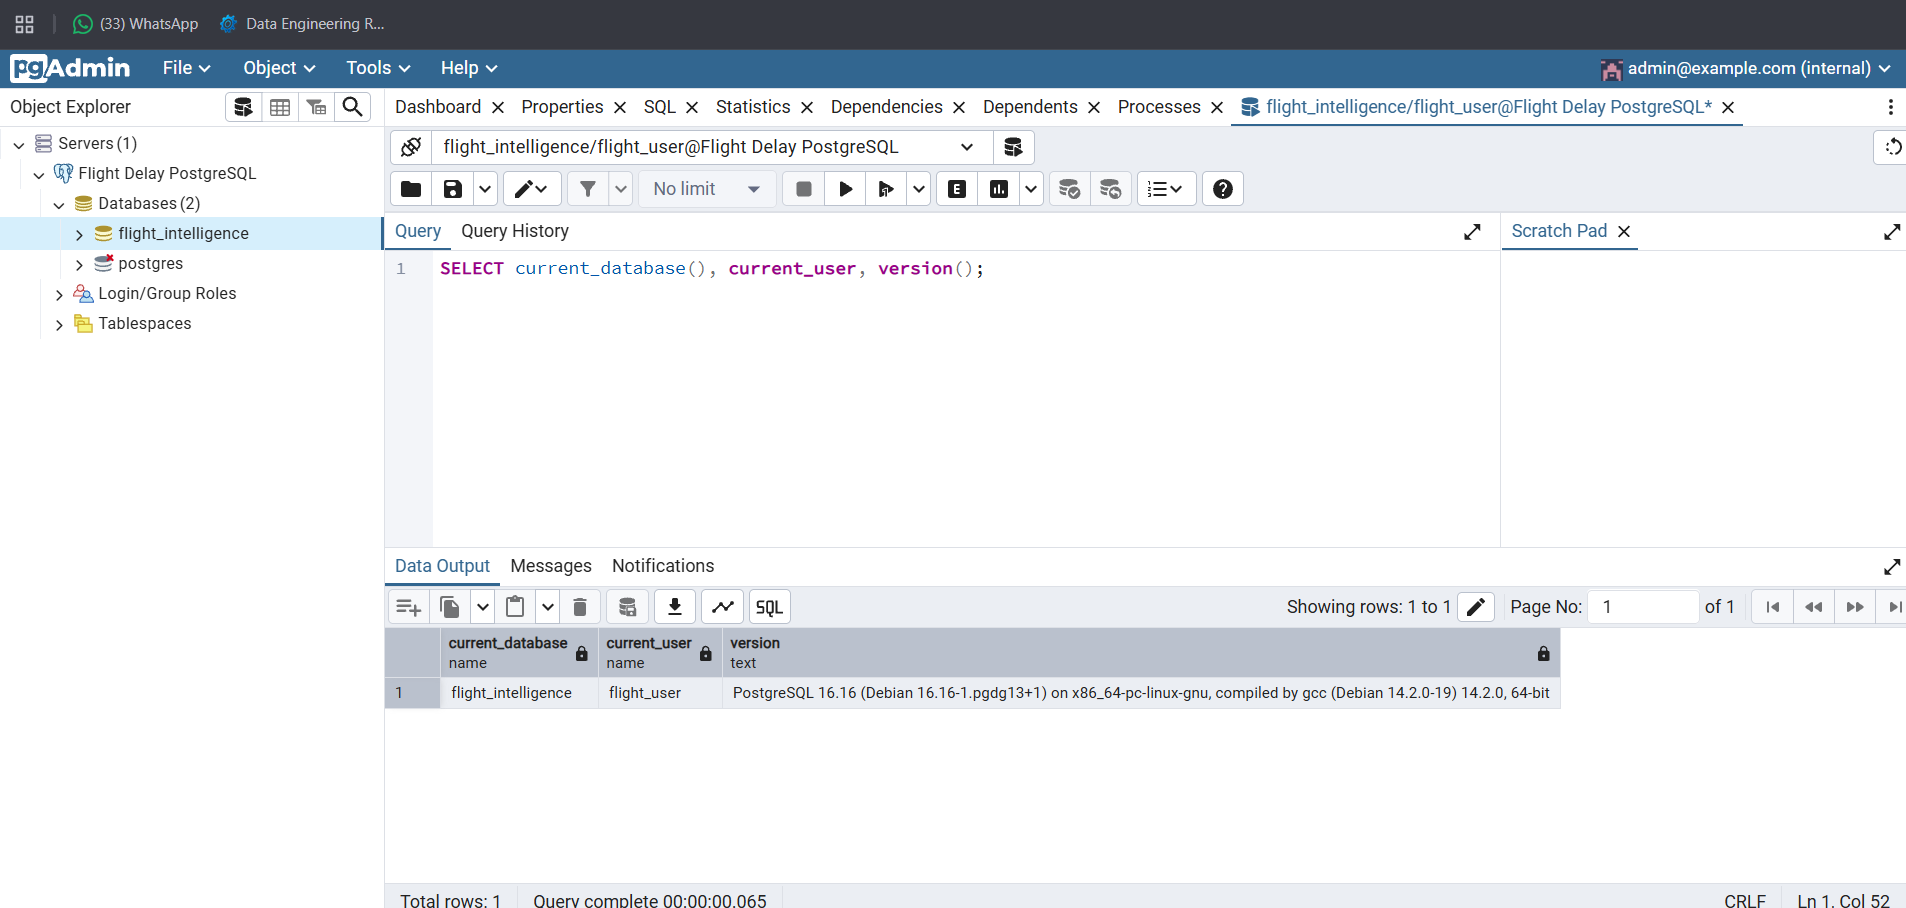 (33) WhatsApp
Data Engineering R...
pgAdmin File Object Tools Help admin@example.com (internal)
Object Explorer
Dashboard Properties SQL Statistics Dependencies Dependents Processes flight_intelligence/flight_user@Flight Delay PostgreSQL*
Servers (1)
Flight Delay PostgreSQL
Databases (2)
flight_intelligence
postgres
Login/Group Roles
Tablespaces
flight_intelligence/flight_user@Flight Delay PostgreSQL
No limit
E
Query Query History
Scratch Pad
1 SELECT current_database(), current_user, version();
Data Output Messages Notifications
SQL
Showing rows: 1 to 1 Page No: 1 of 1
current_database current_user version
name name text
1 flight_intelligence flight_user PostgreSQL 16.16 (Debian 16.16-1.pgdg13+1) on x86_64-pc-linux-gnu, compiled by gcc (Debian 14.2.0-19) 14.2.0, 64-bit
Total rows: 1 Query complete 00:00:00.065 CRLF Ln 1, Col 52